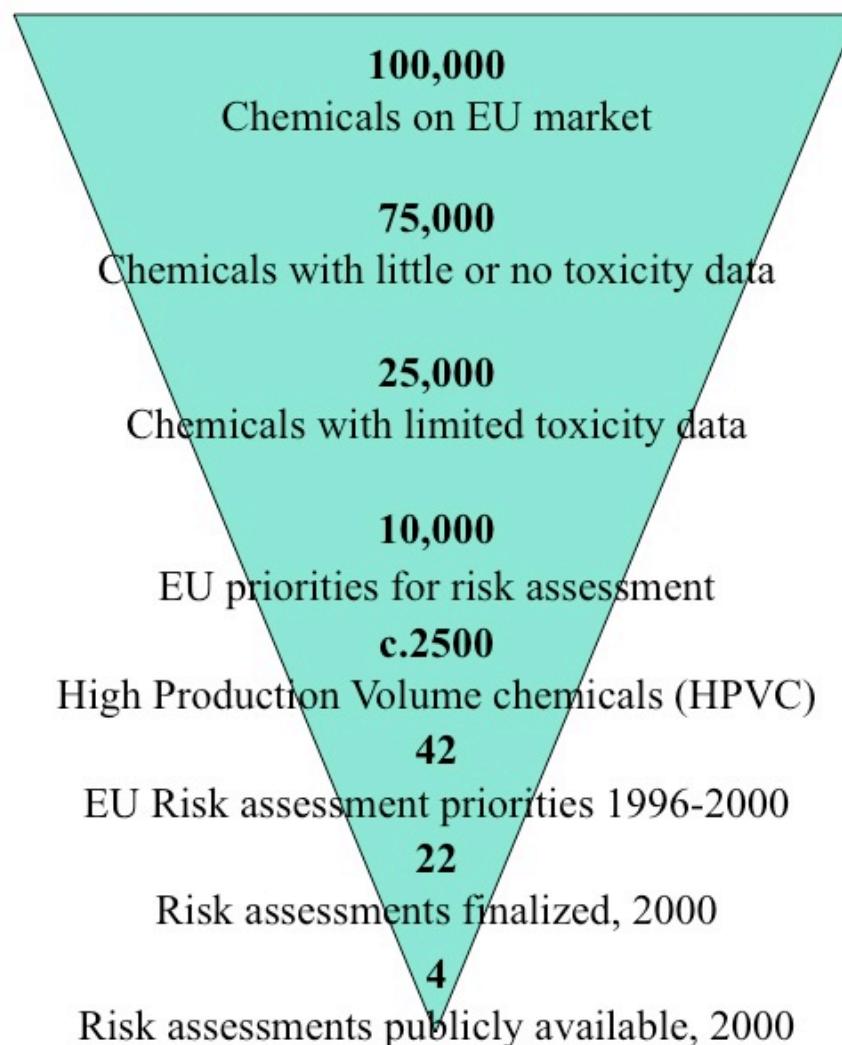 100,000
Chemicals on EU market
75,000
Chemicals with little or no toxicity data
25,000
Chemicals with limited toxicity data
10,000
EU priorities for risk assessment
c.2500
High Production Volume chemicals (HPVC)
42
EU Risk assessment priorities 1996-2000
22
Risk assessments finalized, 2000
4
Risk assessments publicly available, 2000